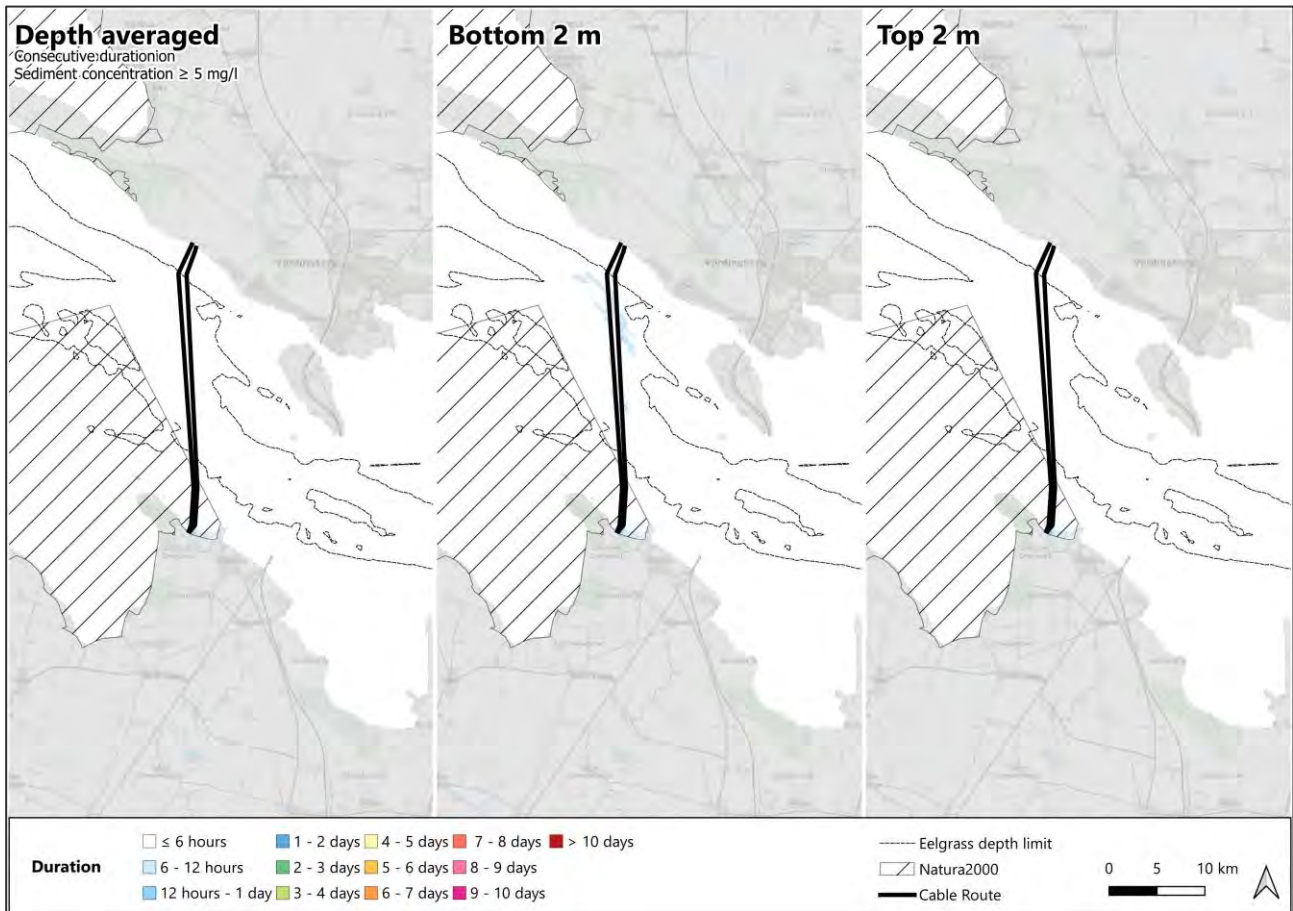 Depth averaged
Consecutive durationion
Sediment concentration ≥ 5 mg/l
Bottom 2 m
Top 2 m
Duration
≤ 6 hours
6 - 12 hours
12 hours - 1 day
1 - 2 days
2 - 3 days
3 - 4 days
4 - 5 days
5 - 6 days
6 - 7 days
7 - 8 days
8 - 9 days
9 - 10 days
> 10 days
Eelgrass depth limit
Natura2000
Cable Route
0 5 10 km